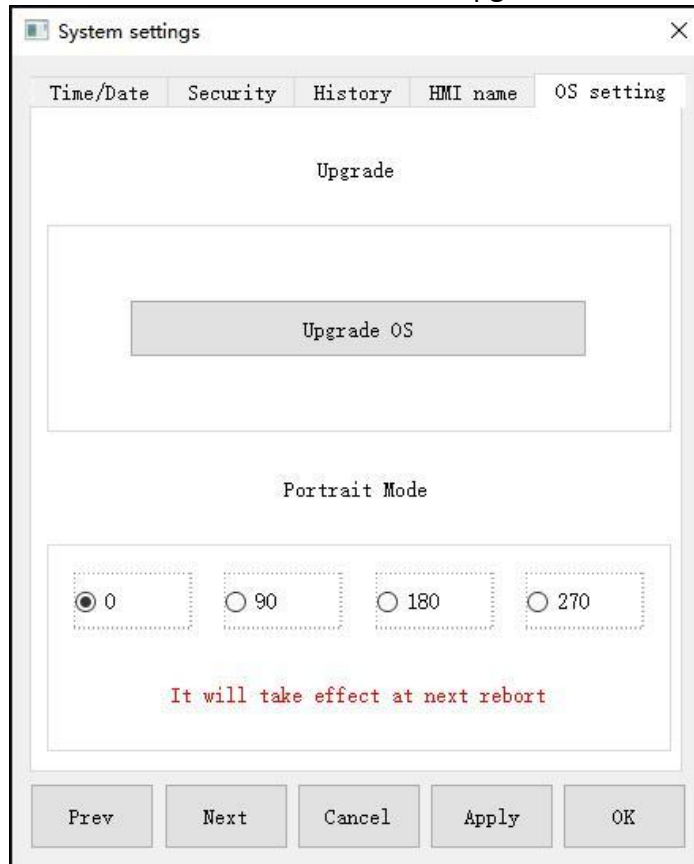 System settings
Time/Date Security History HMI name OS setting
Upgrade
Upgrade OS
Portrait Mode
0 90 180 270
It will take effect at next rebort
Prev Next Cancel Apply OK